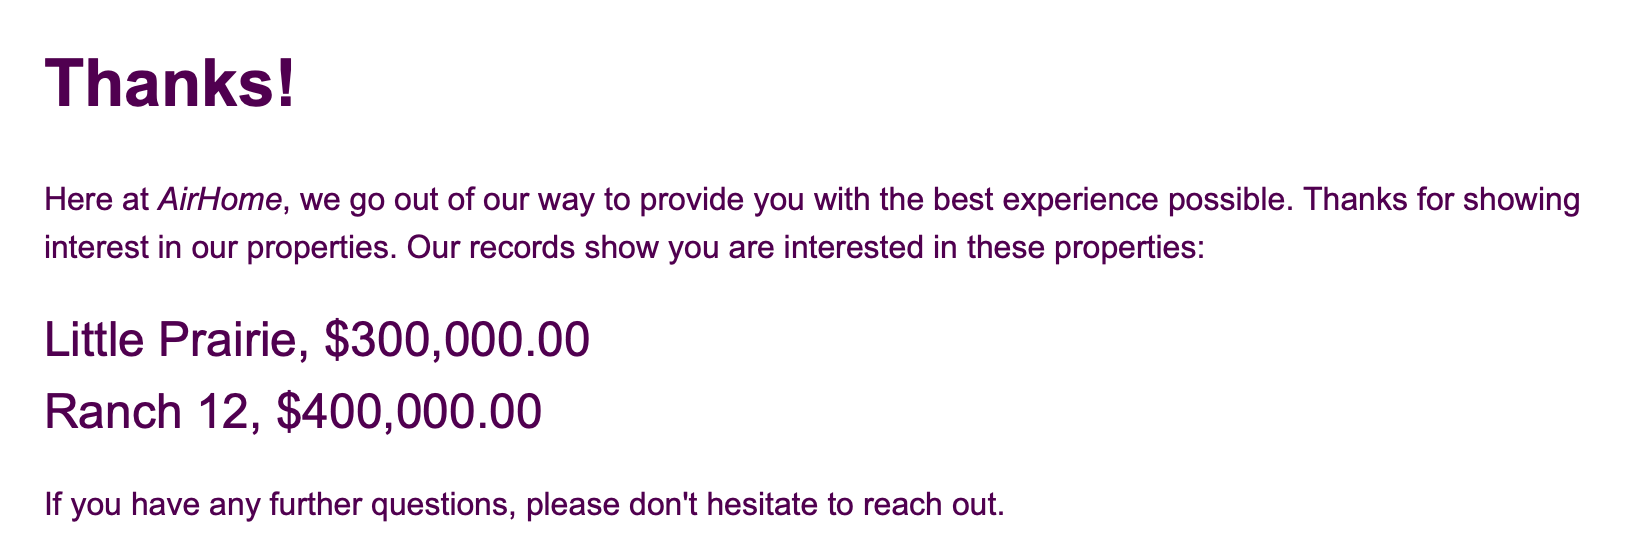 Thanks!
Here at AirHome, we go out of our way to provide you with the best experience possible. Thanks for showing
interest in our properties. Our records show you are interested in these properties:
Little Prairie, $300,000.00
Ranch 12, $400,000.00
If you have any further questions, please don't hesitate to reach out.